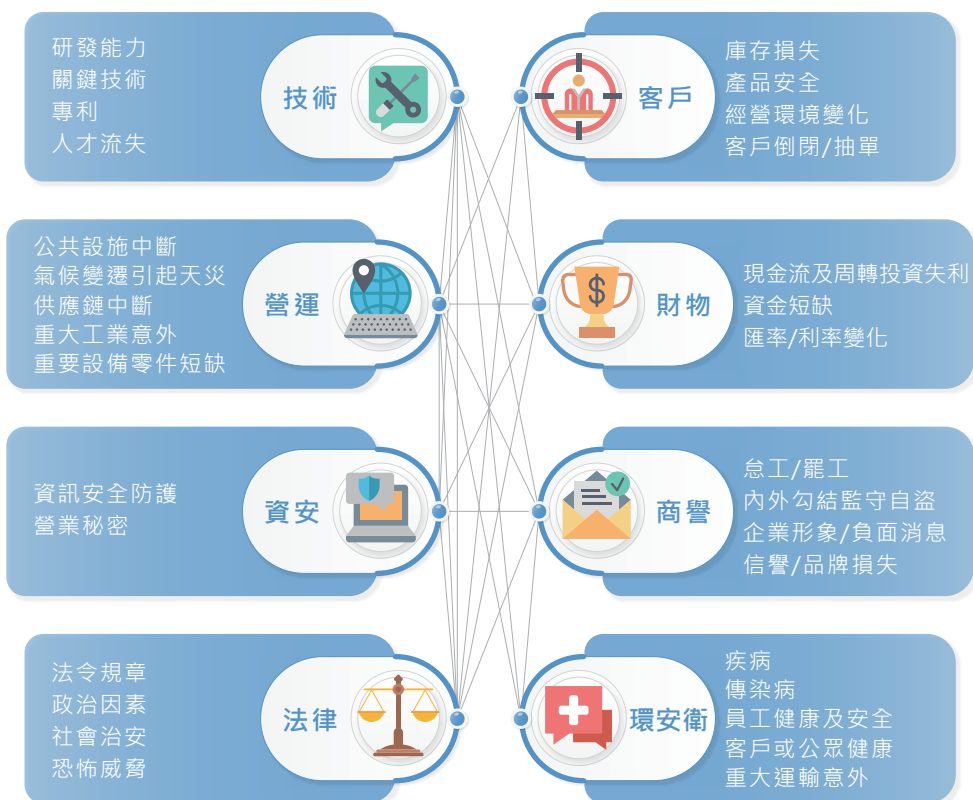 研發能力
關鍵技術
專利
人才流失
技術
客戶
庫存損失
產品安全
經營環境變化
客戶倒閉/抽單
公共設施中斷
氣候變遷引起天災
供應鏈中斷
重大工業意外
重要設備零件短缺
營運
財物
現金流及周轉投資失利
資金短缺
匯率/利率變化
資訊安全防護
營業秘密
資安
商譽
怠工/罷工
內外勾結監守自盜
企業形象/負面消息
信譽/品牌損失
法令規章
政治因素
社會治安
恐怖威脅
法律
環安衛
疾病
傳染病
員工健康及安全
客戶或公眾健康
重大運輸意外